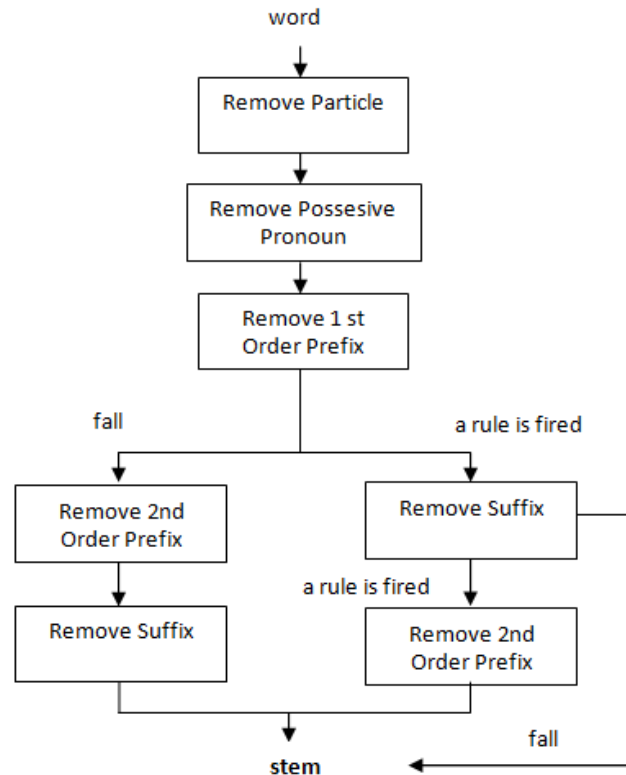 word
Remove Particle
Remove Possesive
Pronoun
Remove 1 st
Order Prefix
fall
a rule is fired
Remove 2nd
Order Prefix
Remove Suffix
a rule is fired
Remove Suffix
Remove 2nd
Order Prefix
fall
stem